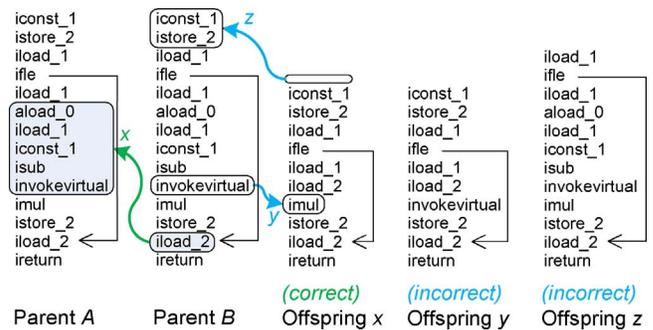 iconst_1
istore_2
iload_1
ifle
iload_1
aload_0
iload_1
iconst_1
isub
invokevirtual
imul
istore_2
iload_2
ireturn
Parent A
x
iconst_1
istore_2
iload_1
ifle
iload_1
aload_0
iload_1
iconst_1
isub
invokevirtual
imul
istore_2
iload_2
ireturn
Parent B
z
y
iconst_1
istore_2
iload_1
ifle
iload_1
iload_2
imul
istore_2
iload_2
ireturn
(correct)
Offspring x
iconst_1
istore_2
iload_1
ifle
iload_1
iload_2
invokevirtual
istore_2
iload_2
ireturn
(incorrect)
Offspring y
iload_1
ifle
iload_1
aload_0
iload_1
iconst_1
isub
invokevirtual
imul
istore_2
iload_2
ireturn
(incorrect)
Offspring z